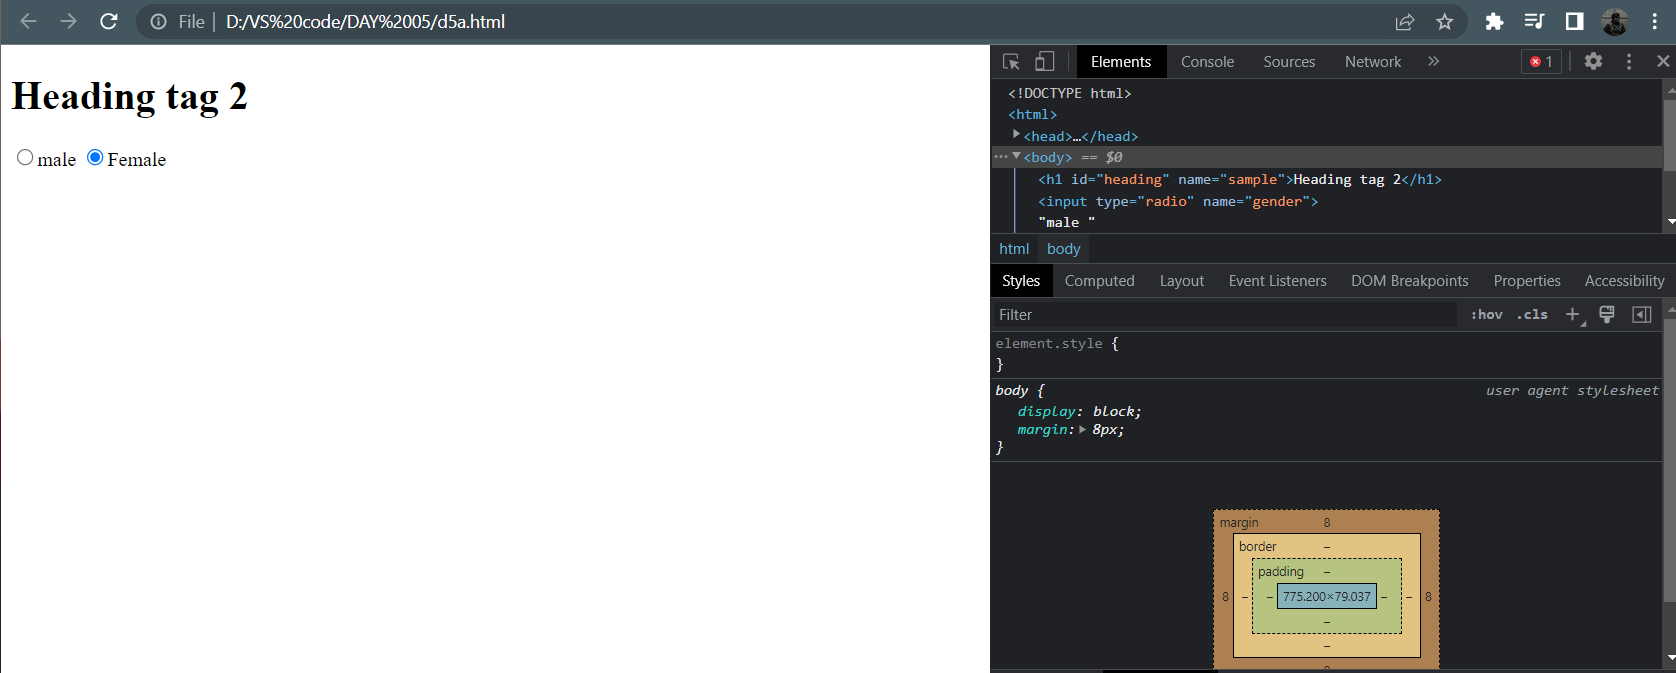 File | D:/VS%20code/DAY%2005/d5a.html
Heading tag 2
male Female
Elements Console Sources Network » 1
<!DOCTYPE html>
<html>
<head>…</head>
<body> == $0
<h1 id="heading" name="sample">Heading tag 2</h1>
<input type="radio" name="gender">
"male "
html body
Styles Computed Layout Event Listeners DOM Breakpoints Properties Accessibility
Filter :hov .cls +
element.style {
}
body { user agent stylesheet
display: block;
margin: 8px;
}
margin 8
border –
padding –
8 – – 775.200×79.037 – – 8
–
–